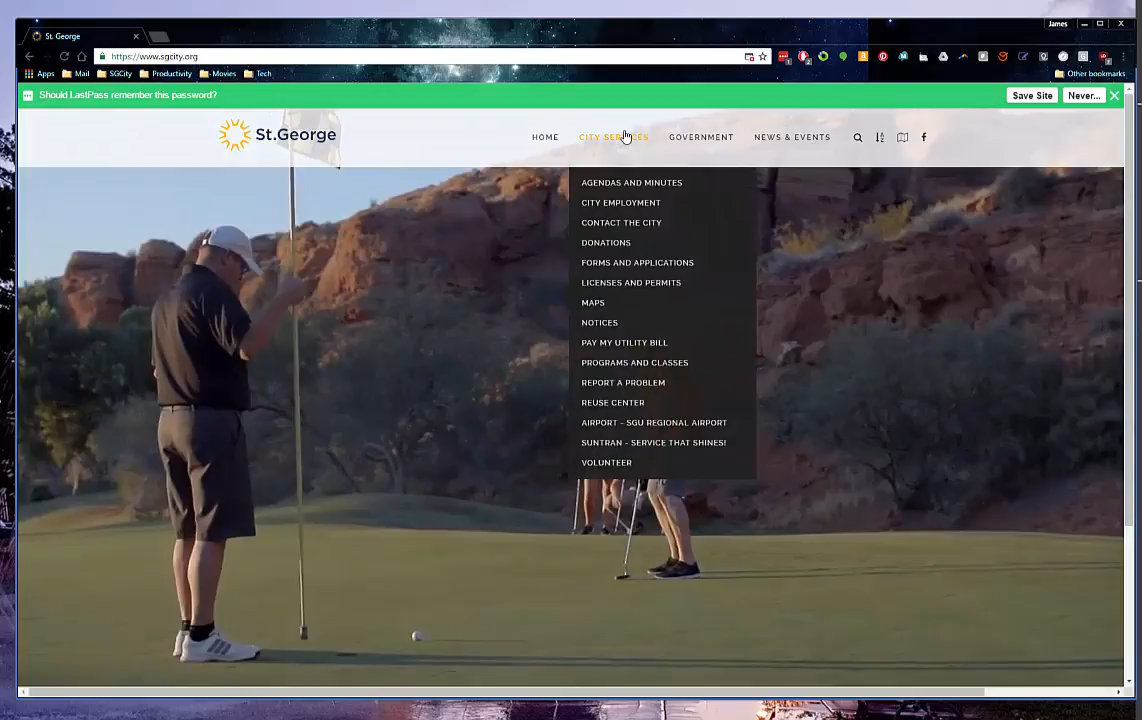 James
St. George
https://www.sgcity.org
Apps Mail SGCity Productivity Movies Tech Other bookmarks
Should LastPass remember this password? Save Site Never...
St.George HOME CITY SERVICES GOVERNMENT NEWS & EVENTS
AGENDAS AND MINUTES
CITY EMPLOYMENT
CONTACT THE CITY
DONATIONS
FORMS AND APPLICATIONS
LICENSES AND PERMITS
MAPS
NOTICES
PAY MY UTILITY BILL
PROGRAMS AND CLASSES
REPORT A PROBLEM
REUSE CENTER
AIRPORT - SGU REGIONAL AIRPORT
SUNTRAN - SERVICE THAT SHINES!
VOLUNTEER